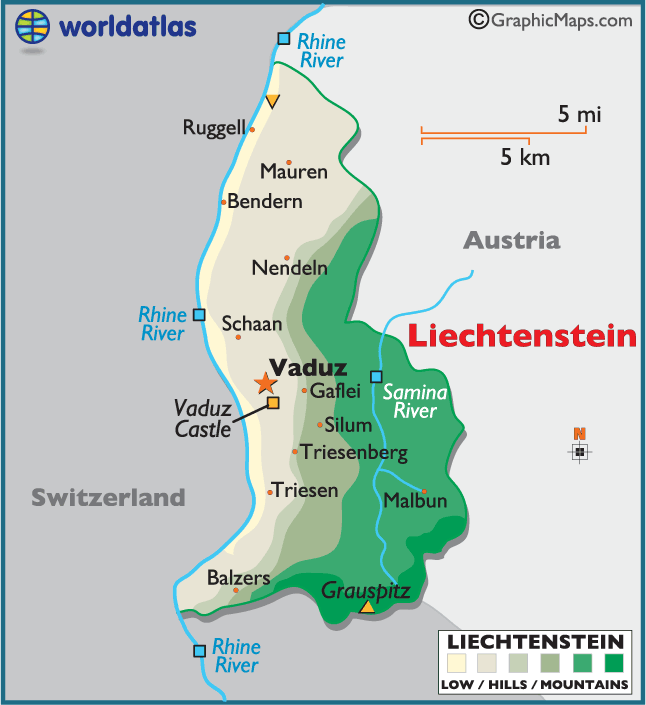 worldatlas
©GraphicMaps.com
Rhine
River
5 mi
5 km
Ruggell
Mauren
Bendern
Austria
Nendeln
Rhine
River
Schaan
Liechtenstein
Vaduz
Gaflei
Samina
River
Vaduz
Castle
Silum
N
Triesenberg
Triesen
Switzerland
Malbun
Balzers
Grauspitz
Rhine
River
LIECHTENSTEIN
LOW / HILLS / MOUNTAINS